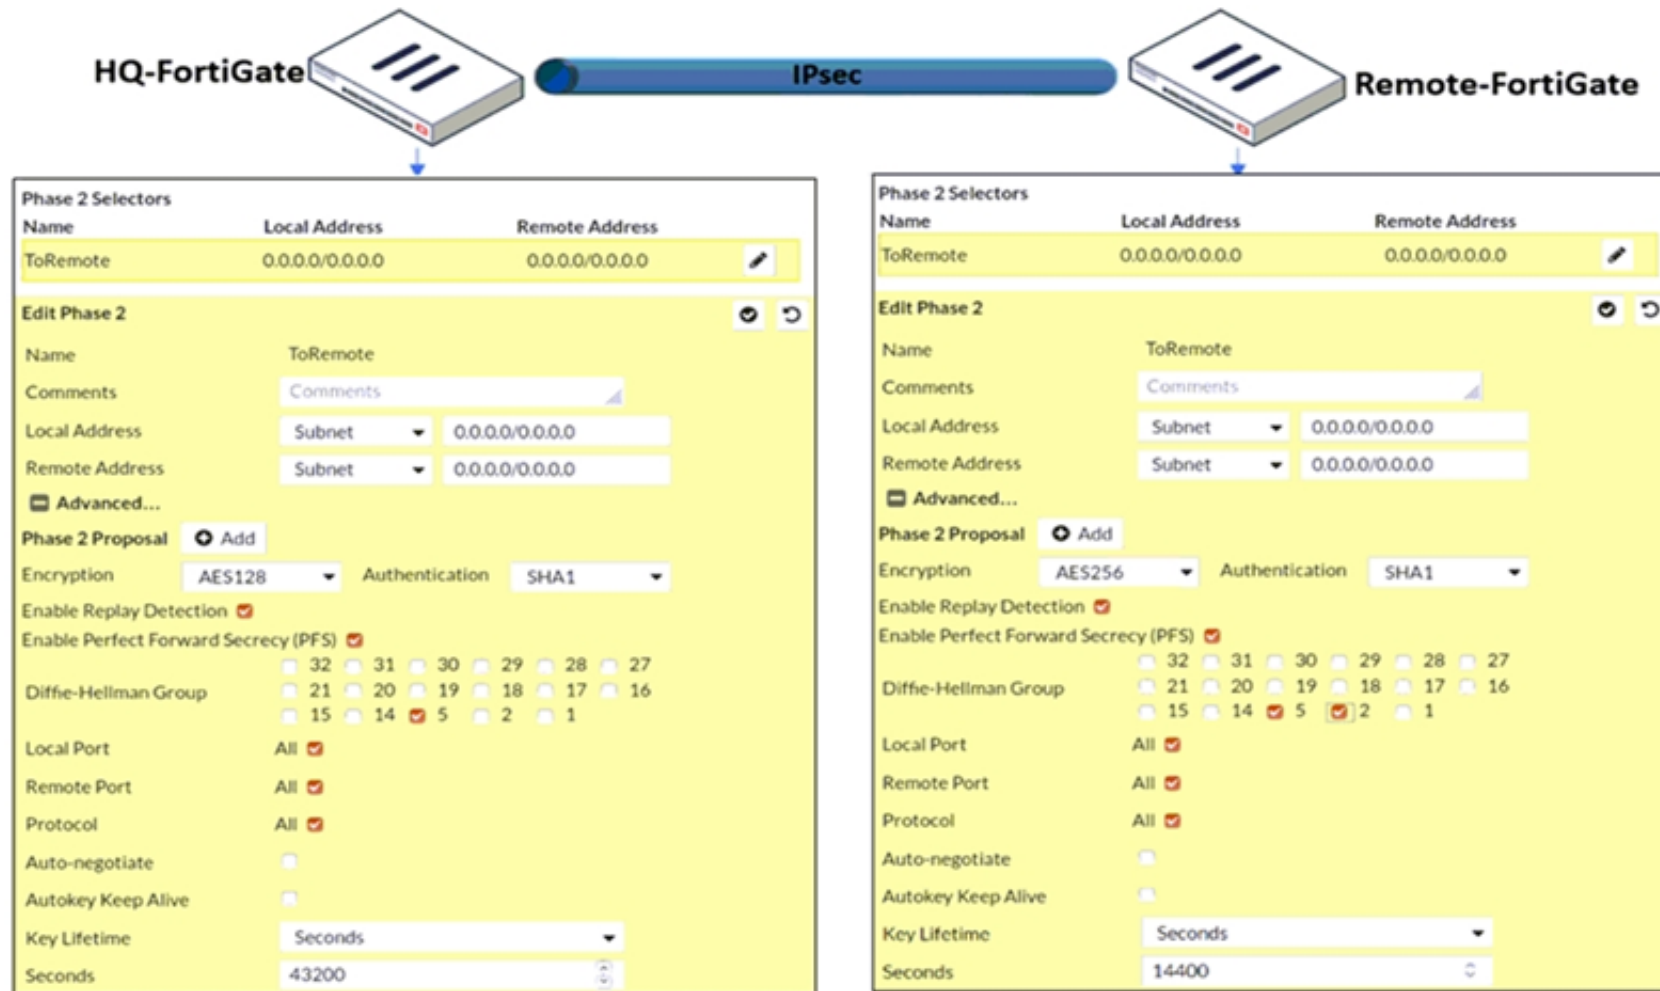 HQ-FortiGate
IPsec
Remote-FortiGate
Phase 2 Selectors
Name Local Address Remote Address
ToRemote 0.0.0.0/0.0.0.0 0.0.0.0/0.0.0.0
Edit Phase 2
Name ToRemote
Comments Comments
Local Address Subnet 0.0.0.0/0.0.0.0
Remote Address Subnet 0.0.0.0/0.0.0.0
Advanced...
Phase 2 Proposal Add
Encryption AES128 Authentication SHA1
Enable Replay Detection
Enable Perfect Forward Secrecy (PFS)
32 31 30 29 28 27
Diffie-Hellman Group 21 20 19 18 17 16
15 14 5 2 1
Local Port All
Remote Port All
Protocol All
Auto-negotiate
Autokey Keep Alive
Key Lifetime Seconds
Seconds 43200
Phase 2 Selectors
Name Local Address Remote Address
ToRemote 0.0.0.0/0.0.0.0 0.0.0.0/0.0.0.0
Edit Phase 2
Name ToRemote
Comments Comments
Local Address Subnet 0.0.0.0/0.0.0.0
Remote Address Subnet 0.0.0.0/0.0.0.0
Advanced...
Phase 2 Proposal Add
Encryption AES256 Authentication SHA1
Enable Replay Detection
Enable Perfect Forward Secrecy (PFS)
32 31 30 29 28 27
Diffie-Hellman Group 21 20 19 18 17 16
15 14 5 2 1
Local Port All
Remote Port All
Protocol All
Auto-negotiate
Autokey Keep Alive
Key Lifetime Seconds
Seconds 14400